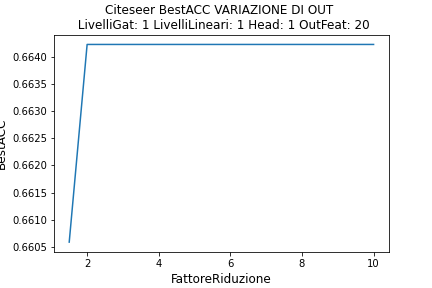 Citeseer BestACC VARIAZIONE DI OUT
LivelliGat: 1 LivelliLineari: 1 Head: 1 OutFeat: 20
BestACC
0.6640
0.6635
0.6630
0.6625
0.6620
0.6615
0.6610
0.6605
2 4 6 8 10
FattoreRiduzione